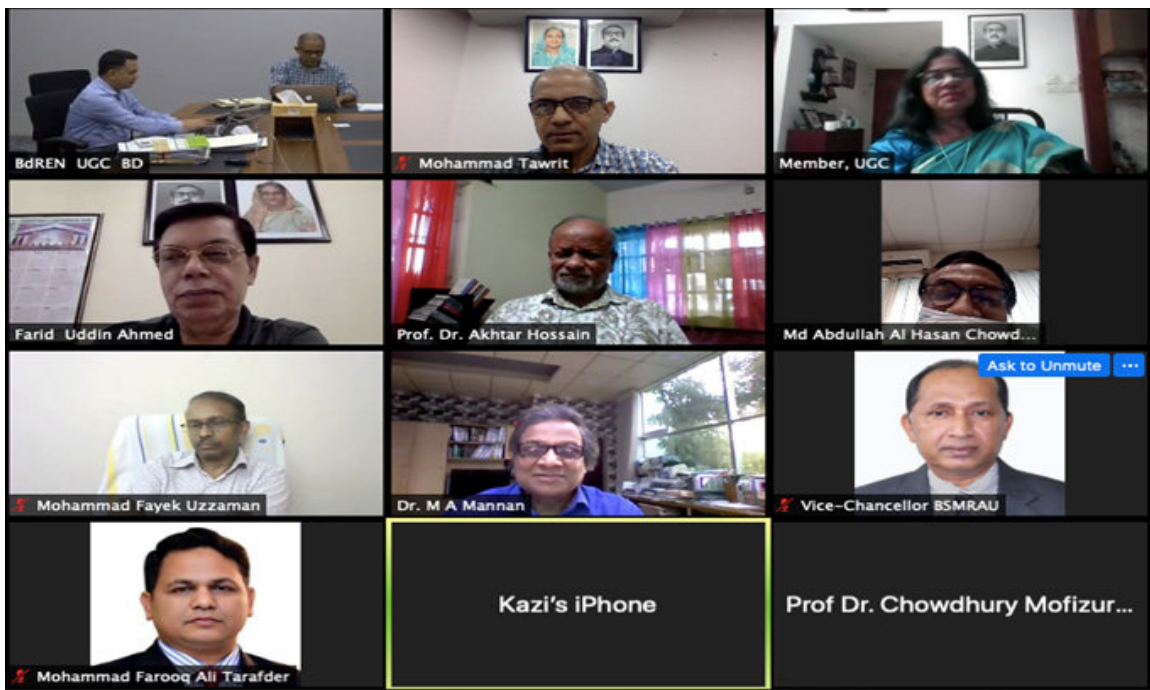 BdREN UGC BD
Mohammad Tawrit
Member, UGC
Farid Uddin Ahmed
Prof. Dr. Akhtar Hossain
Md Abdullah Al Hasan Chowd...
Ask to Unmute
Mohammad Fayek Uzzaman
Dr. M A Mannan
Vice-Chancellor BSMRAU
Mohammad Farooq Ali Tarafder
Kazi's iPhone
Prof Dr. Chowdhury Mofizur...